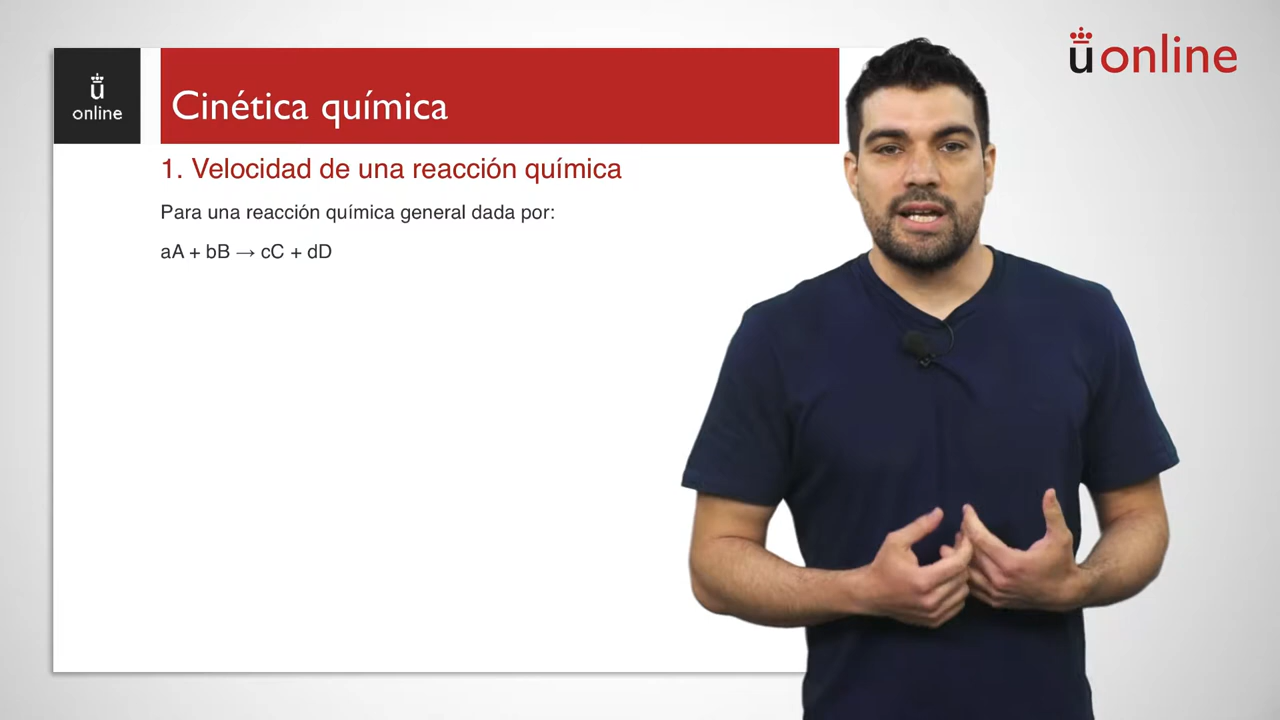 ü online
ü
online
Cinética química
1. Velocidad de una reacción química
Para una reacción química general dada por:
aA + bB → cC + dD